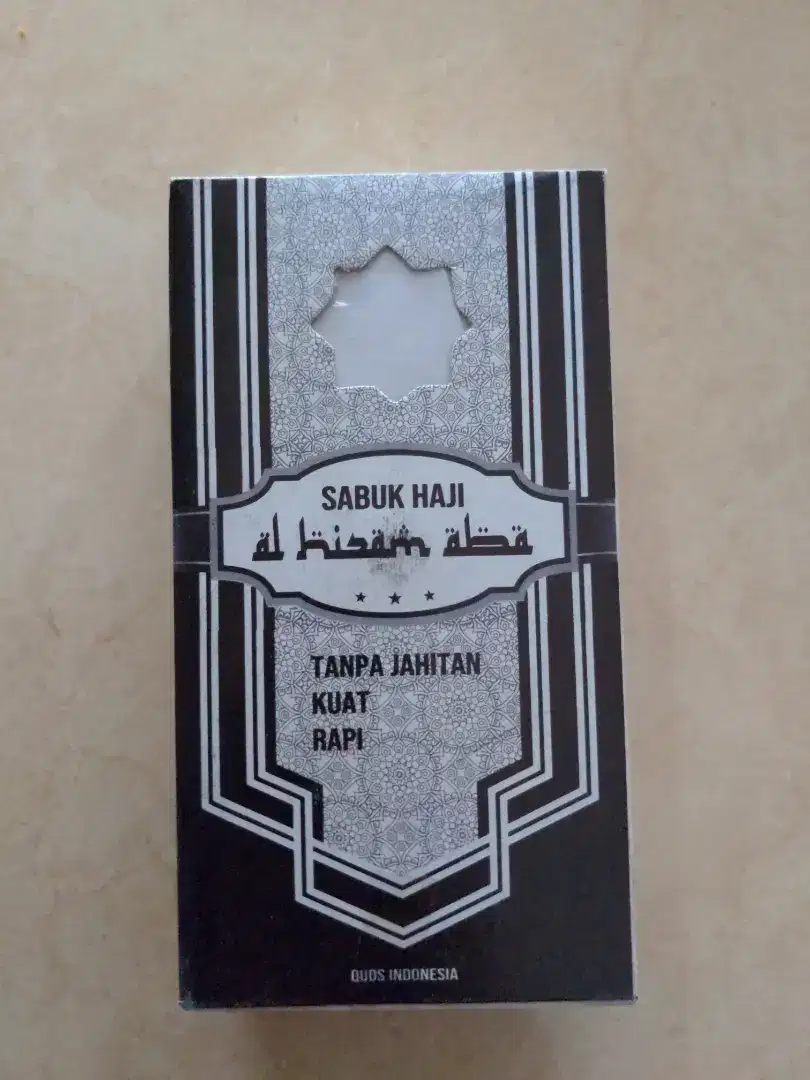 SABUK HAJI
al hizam aba
TANPA JAHITAN
KUAT
RAPI
QUDS INDONESIA